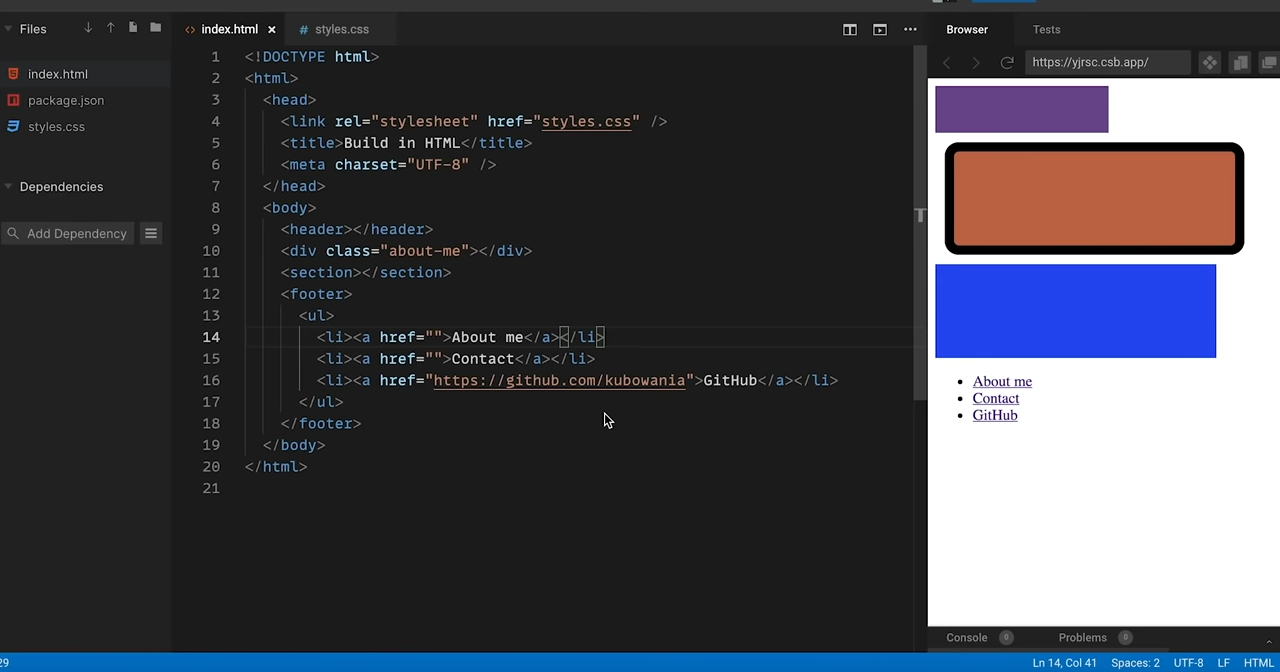 Files
index.html
package.json
styles.css
Dependencies
Add Dependency
index.html
styles.css
1 <!DOCTYPE html>
2 <html>
3 <head>
4 <link rel="stylesheet" href="styles.css" />
5 <title>Build in HTML</title>
6 <meta charset="UTF-8" />
7 </head>
8 <body>
9 <header></header>
10 <div class="about-me"></div>
11 <section></section>
12 <footer>
13 <ul>
14 <li><a href="">About me</a></li>
15 <li><a href="">Contact</a></li>
16 <li><a href="https://github.com/kubowania">GitHub</a></li>
17 </ul>
18 </footer>
19 </body>
20 </html>
21
Browser Tests
https://yjrsc.csb.app/
About me
Contact
GitHub
Console 0 Problems 0
29
Ln 14, Col 41 Spaces: 2 UTF-8 LF HTML